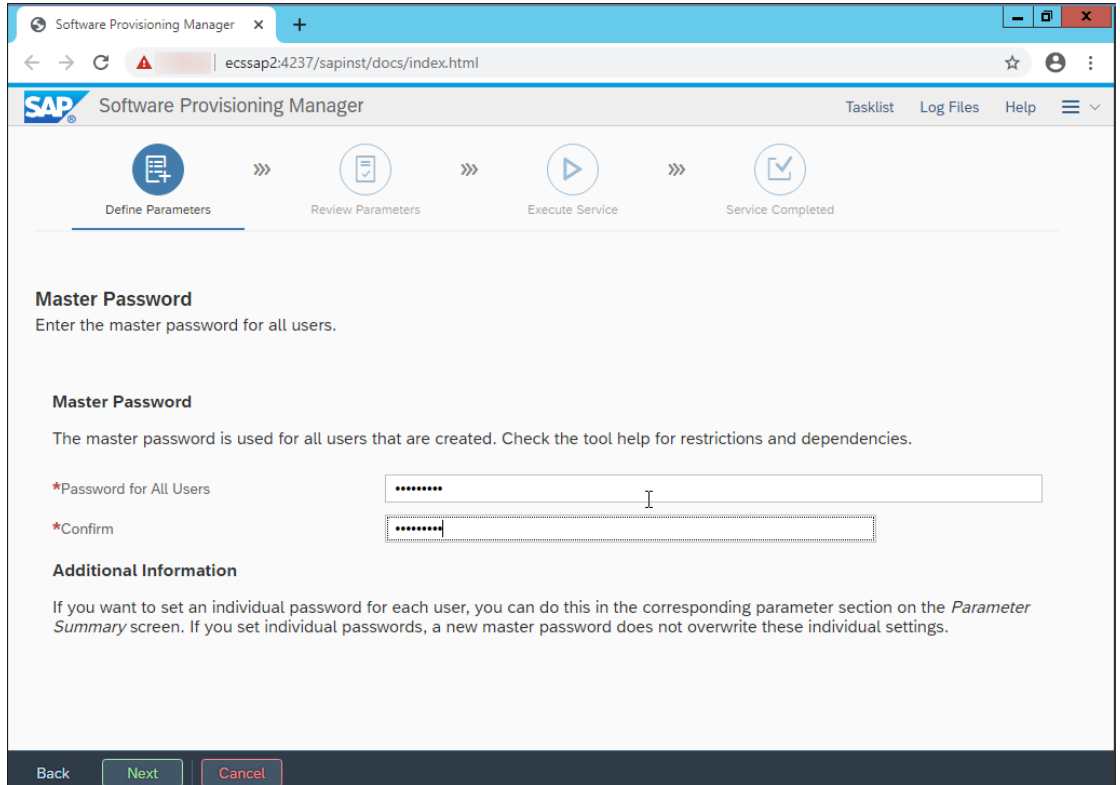 Software Provisioning Manager
ecssap2:4237/sapinst/docs/index.html
SAP® Software Provisioning Manager Tasklist Log Files Help
Define Parameters Review Parameters Execute Service Service Completed
Master Password
Enter the master password for all users.
Master Password
The master password is used for all users that are created. Check the tool help for restrictions and dependencies.
*Password for All Users •••••••••
*Confirm •••••••••
Additional Information
If you want to set an individual password for each user, you can do this in the corresponding parameter section on the Parameter
Summary screen. If you set individual passwords, a new master password does not overwrite these individual settings.
Back Next Cancel